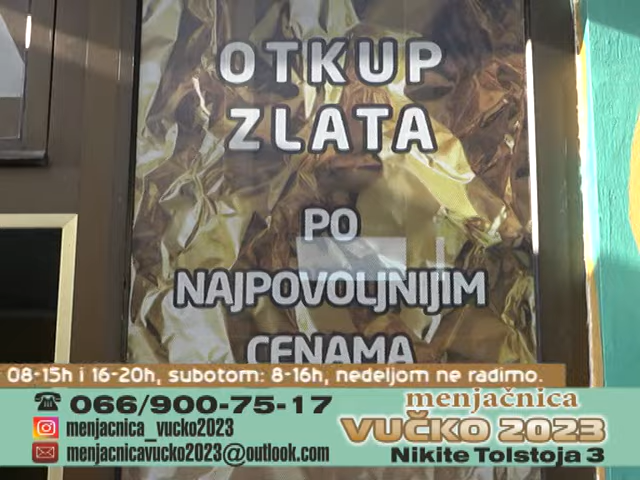 OTKUP
ZLATA
PO
NAJPOVOLJNIJIM
CENAMA
08-15h i 16-20h, subotom: 8-16h, nedeljom ne radimo.
066/900-75-17
menjacnica_vucko2023
menjacnicavucko2023@outlook.com
menjačnica
VUČKO 2023
Nikite Tolstoja 3